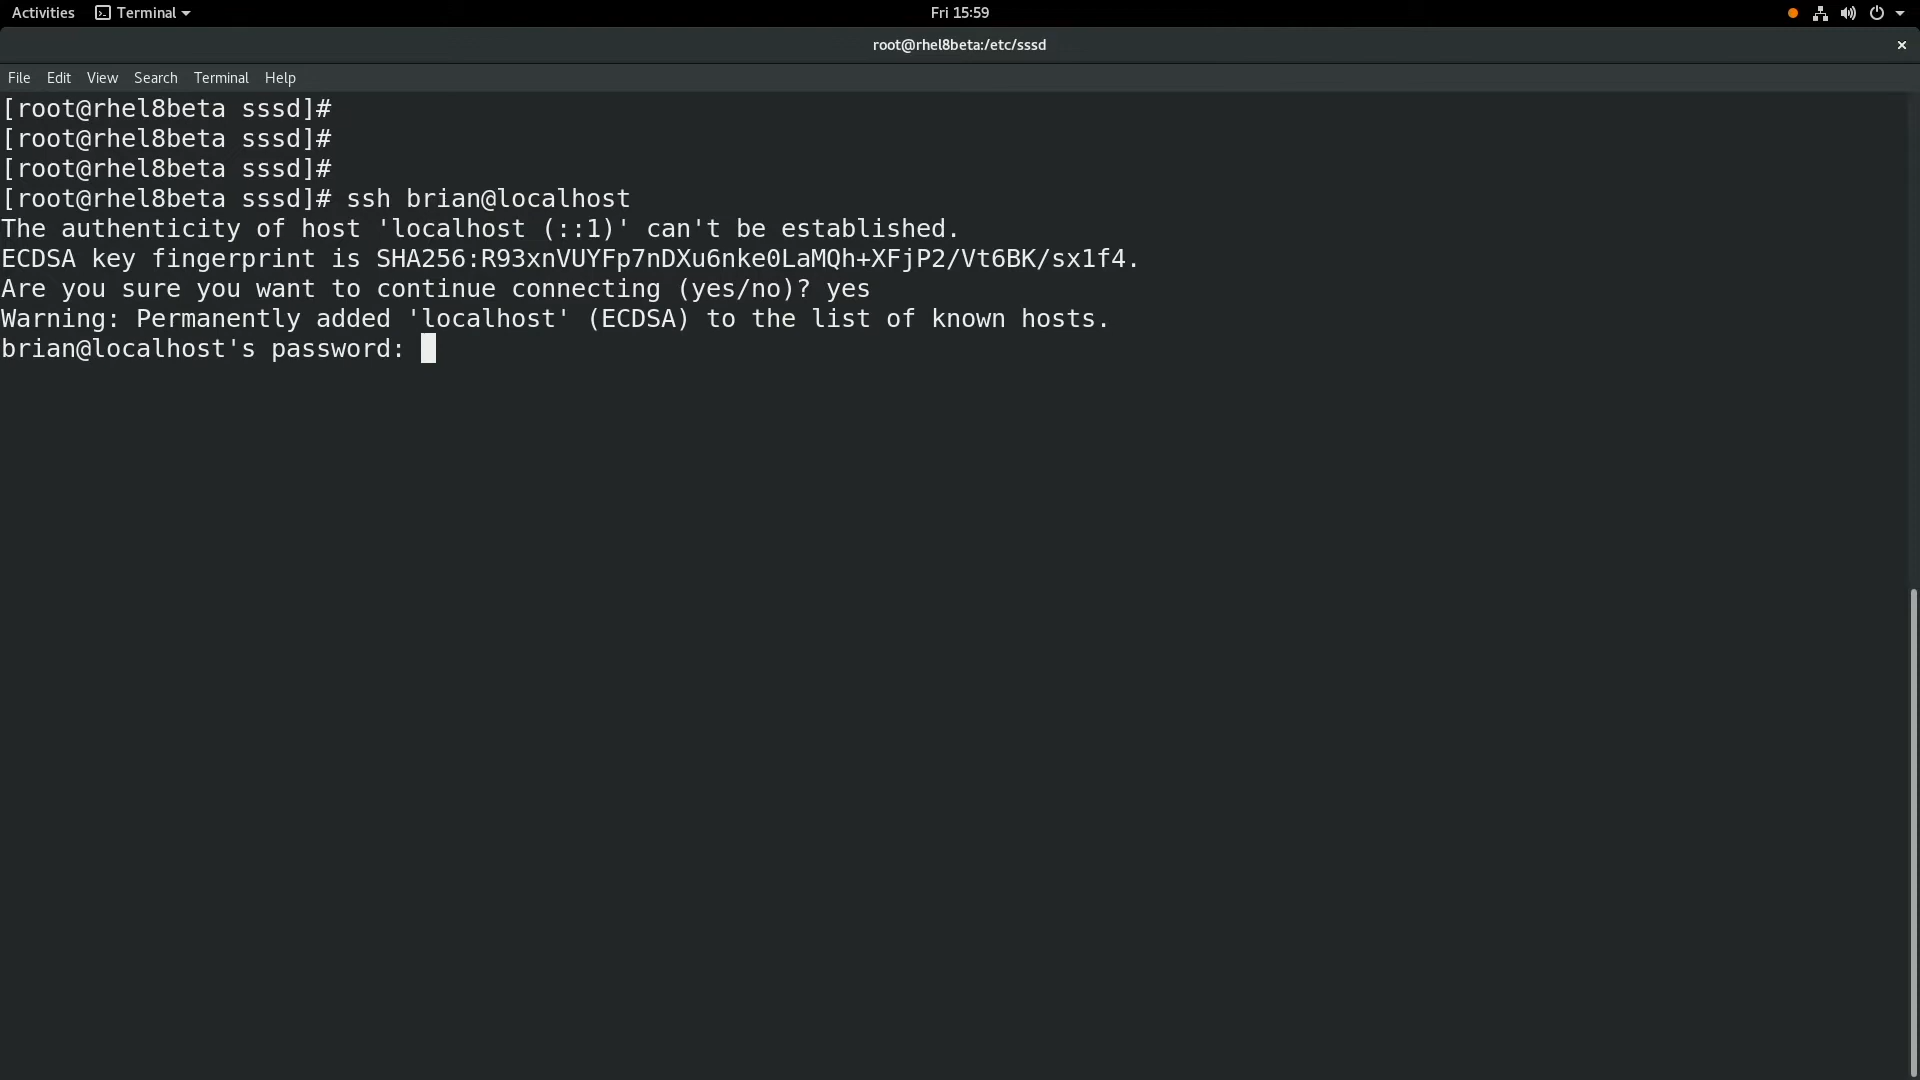 Activities Terminal Fri 15:59
root@rhel8beta:/etc/sssd
File Edit View Search Terminal Help
[root@rhel8beta sssd]#
[root@rhel8beta sssd]#
[root@rhel8beta sssd]#
[root@rhel8beta sssd]# ssh brian@localhost
The authenticity of host 'localhost (::1)' can't be established.
ECDSA key fingerprint is SHA256:R93xnVUYFp7nDXu6nke0LaMQh+XFjP2/Vt6BK/sx1f4.
Are you sure you want to continue connecting (yes/no)? yes
Warning: Permanently added 'localhost' (ECDSA) to the list of known hosts.
brian@localhost's password: